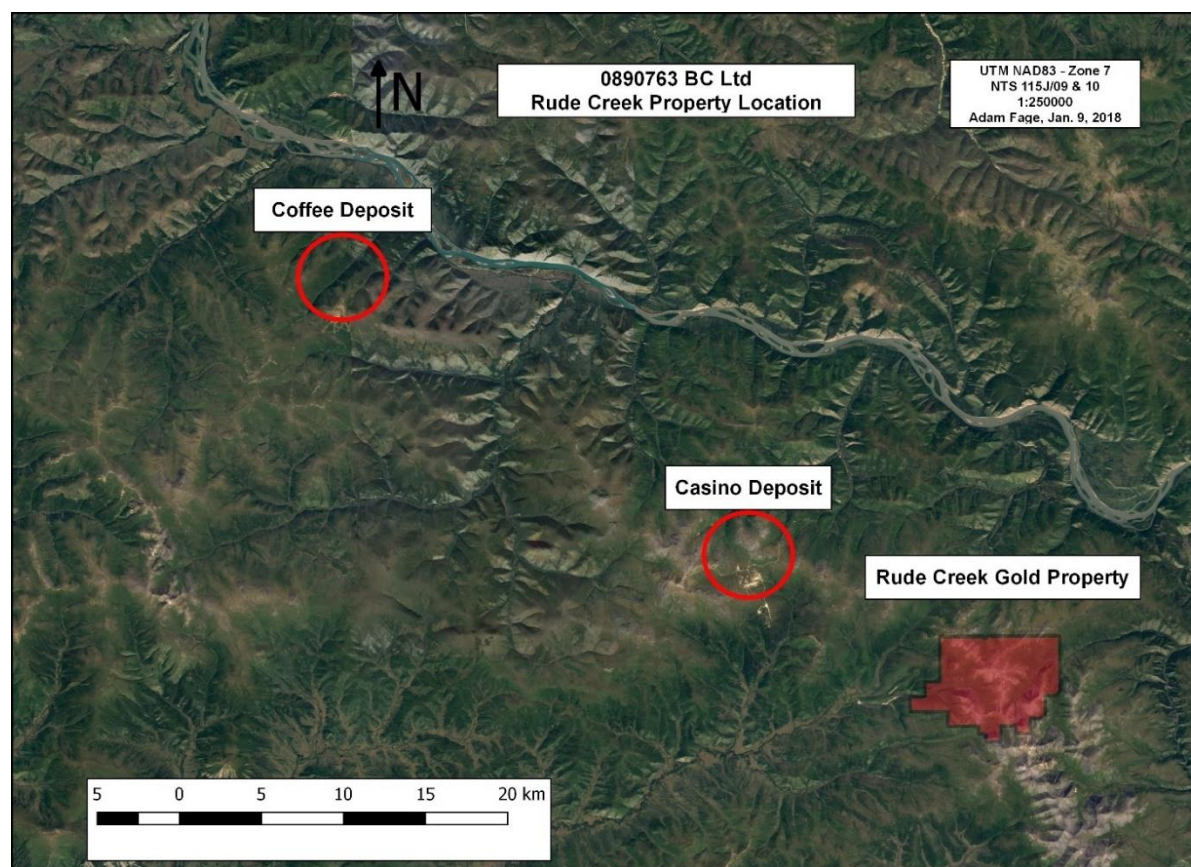 N
0890763 BC Ltd
Rude Creek Property Location
UTM NAD83 - Zone 7
NTS 115J/09 & 10
1:250000
Adam Fage, Jan. 9, 2018
Coffee Deposit
Casino Deposit
Rude Creek Gold Property
5 0 5 10 15 20 km